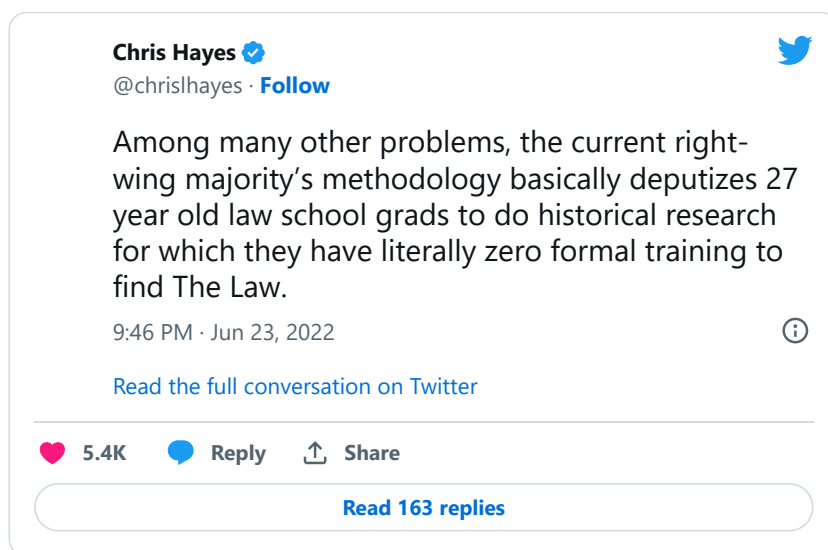 Chris Hayes
@chrislhayes · Follow
Among many other problems, the current right-
wing majority's methodology basically deputizes 27
year old law school grads to do historical research
for which they have literally zero formal training to
find The Law.
9:46 PM · Jun 23, 2022
Read the full conversation on Twitter
5.4K Reply Share
Read 163 replies